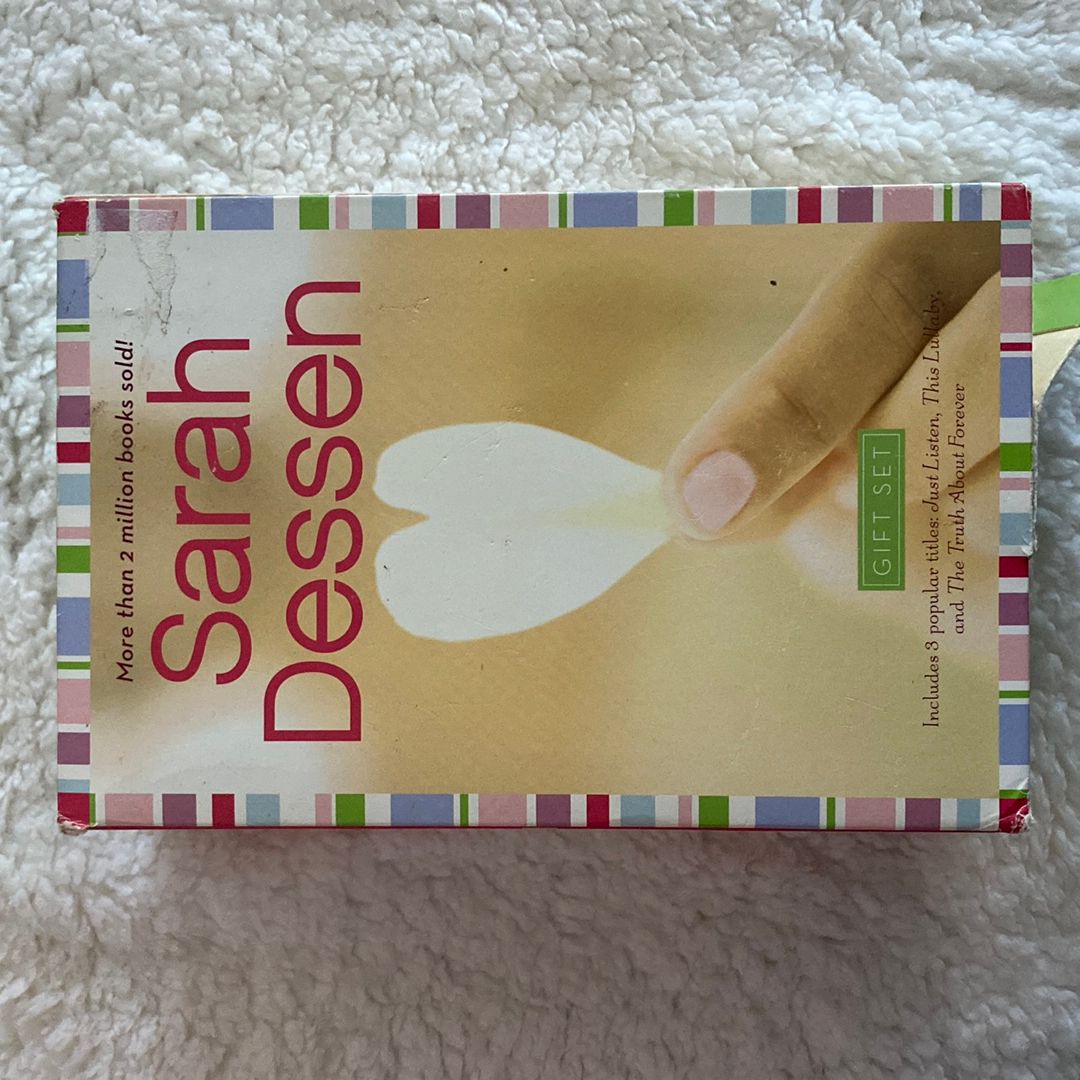 More than 2 million books sold!
Sarah
Dessen
GIFT SET
Includes 3 popular titles: Just Listen, This Lullaby,
and The Truth About Forever